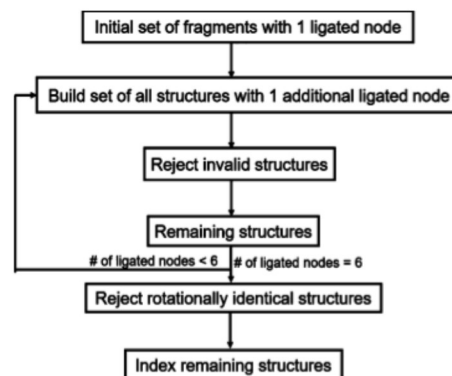 Initial set of fragments with 1 ligated node
Build set of all structures with 1 additional ligated node
Reject invalid structures
Remaining structures
# of ligated nodes < 6
# of ligated nodes = 6
Reject rotationally identical structures
Index remaining structures